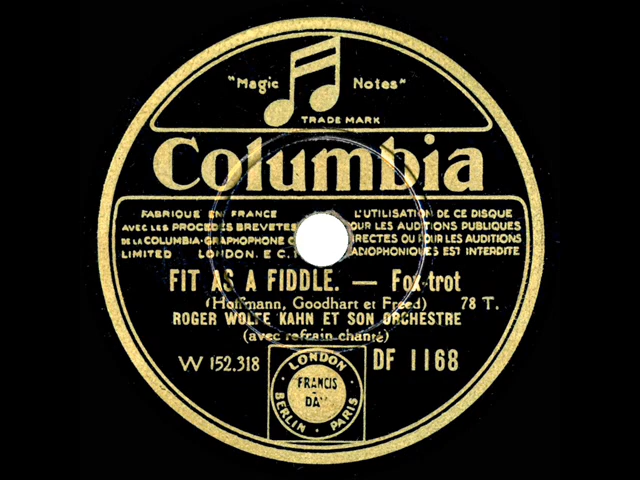 "Magic Notes"
TRADE MARK
Columbia
FABRIQUE EN FRANCE
AVEC LES PROCEDES BREVETES
DE LA COLUMBIA GRAPHOPHONE C
LIMITED LONDON. E.C.1
L'UTILISATION DE CE DISQUE
POUR LES AUDITIONS PUBLIQUES
DIRECTES OU POUR LES AUDITIONS
RADIOPHONIQUES EST INTERDITE
FIT AS A FIDDLE. — Fox-trot
(Hoffmann, Goodhart et Freed) 78 T.
ROGER WOLFE KAHN ET SON ORCHESTRE
(avec refrain chanté)
W 152.318 DF 1168
LONDON · PARIS · BERLIN ·
FRANCIS
DAY